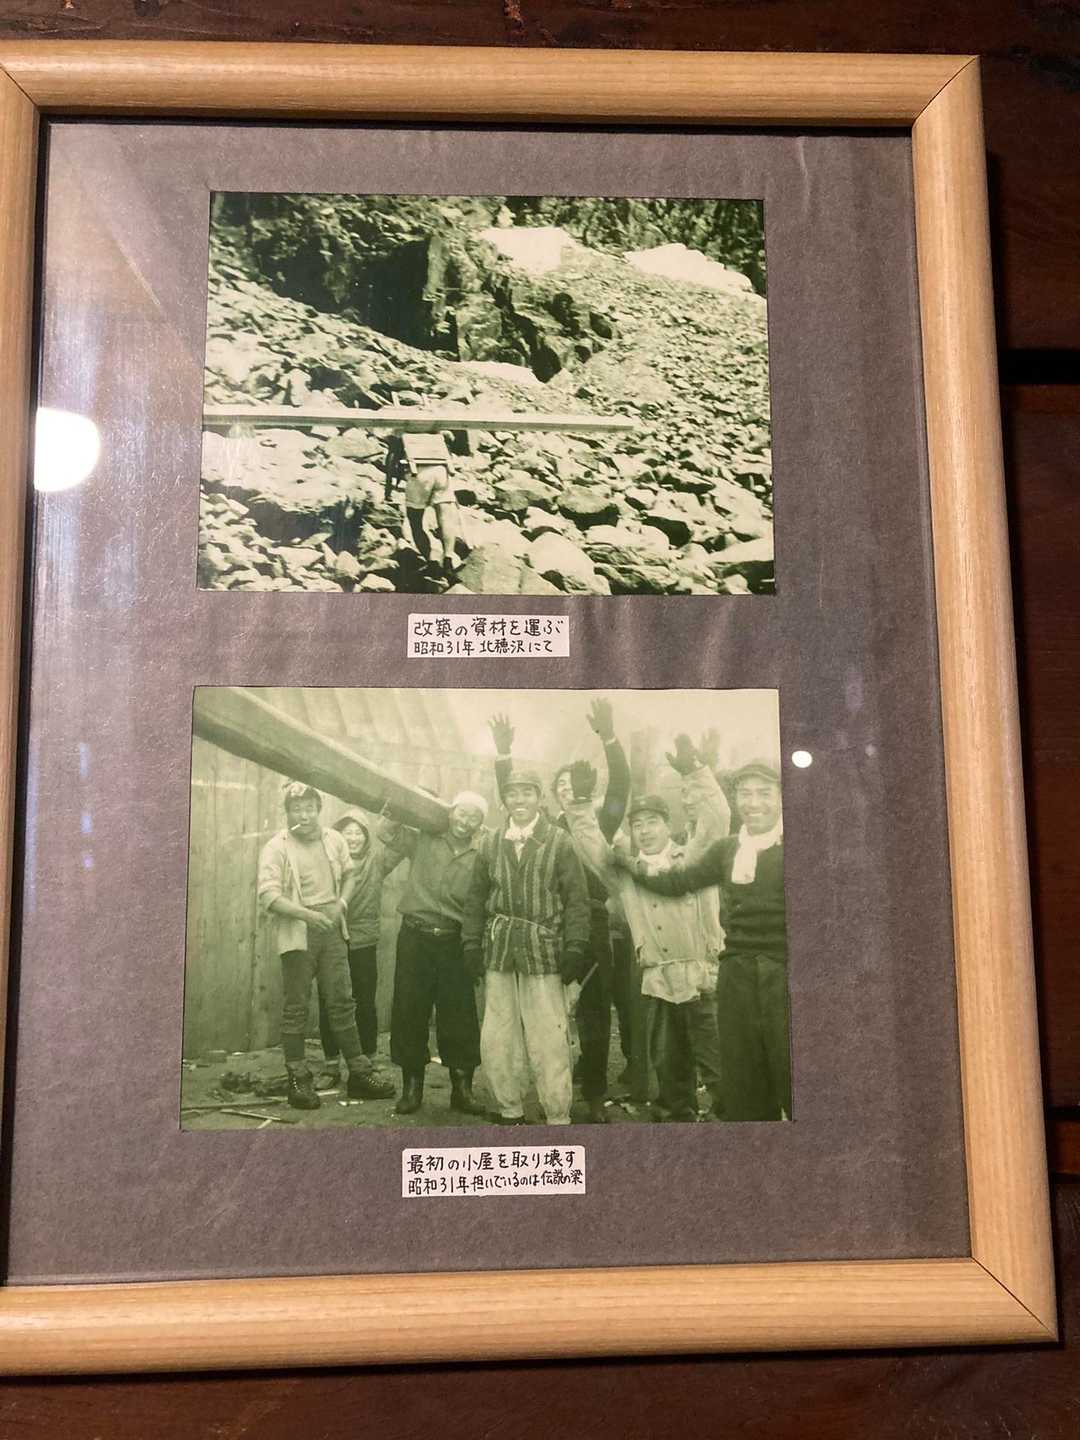 改築の資材を運ぶ
昭和31年 北穂沢にて
最初の小屋を取り壊す
昭和31年担いでいるのは伝説の梁